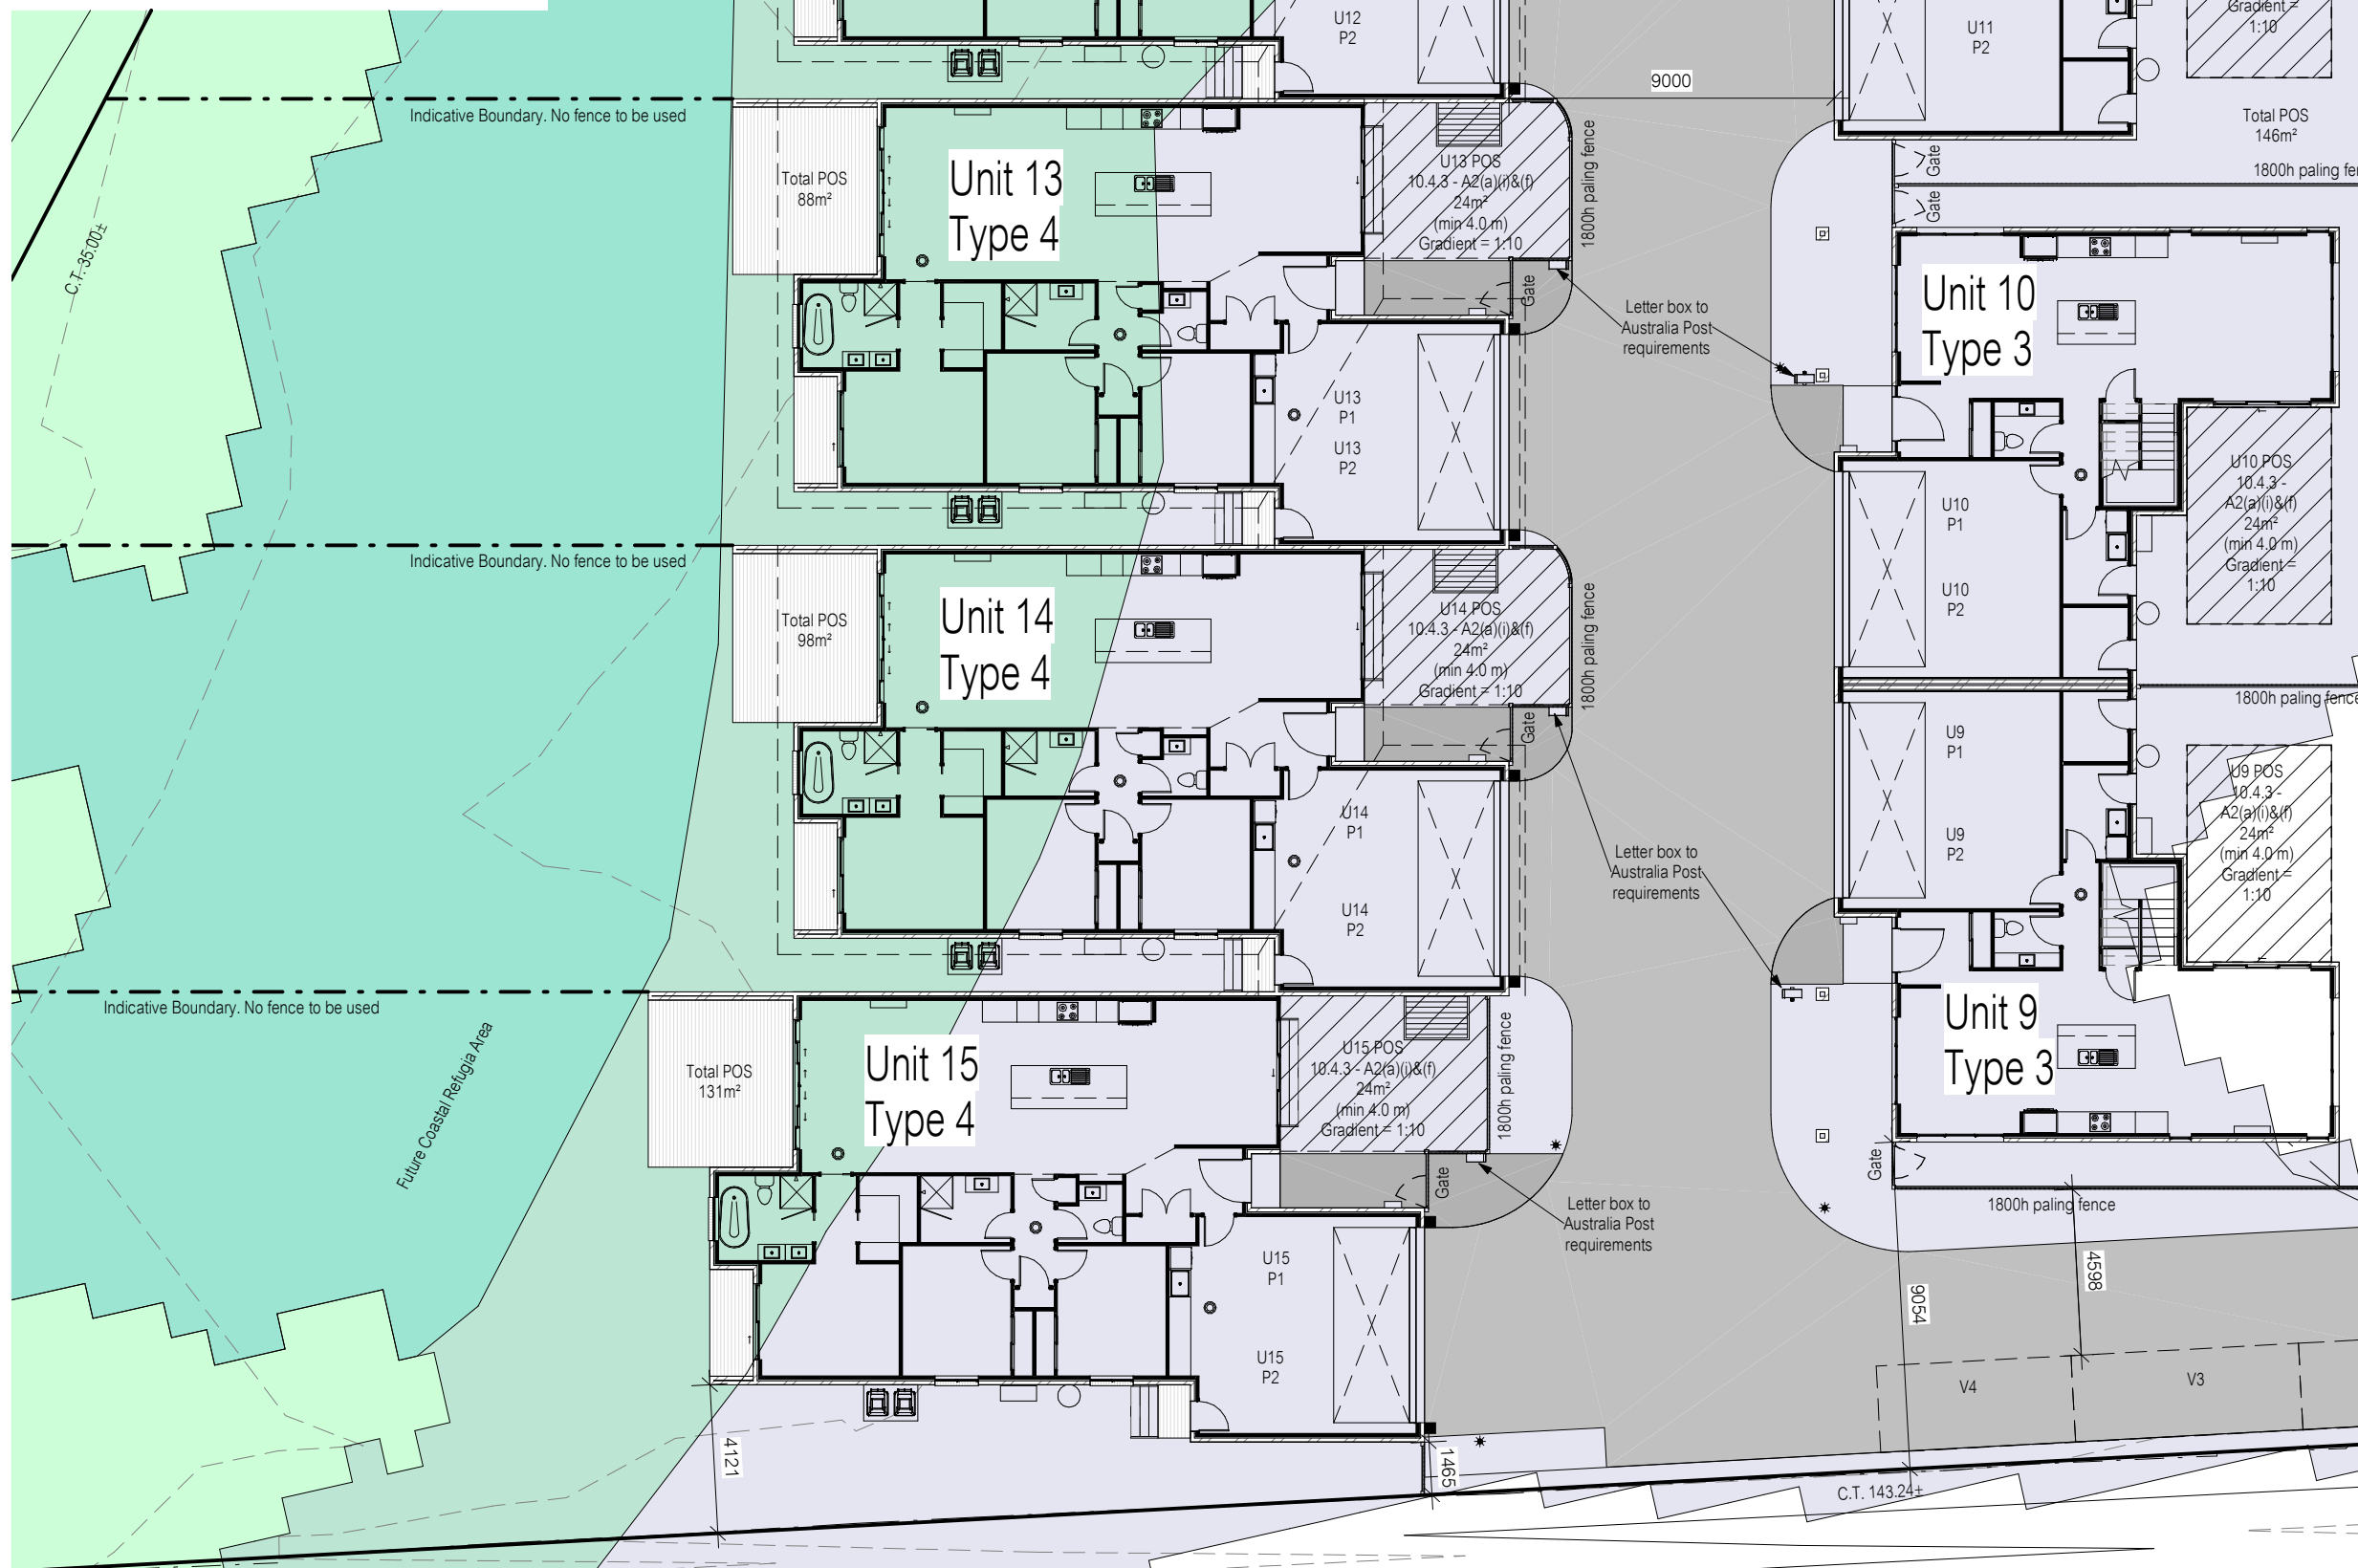 U12
P2
U11
P2
Gradient =
1:10
9000
Indicative Boundary. No fence to be used
Total POS
146m²
1800h paling
C.T. 35.00±
Total POS
88m²
Unit 13
Type 4
U13 POS
10.4.3 - A2(a)(i)&(f)
24m²
(min 4.0 m)
Gradient = 1:10
1800h paling fence
Gate
Gate
Gate
Letter box to
Australia Post
requirements
Unit 10
Type 3
U13
P1
U13
P2
U10 POS
10.4.3 -
A2(a)(i)&(f)
24m²
(min 4.0 m)
Gradient =
1:10
U10
P1
U10
P2
Indicative Boundary. No fence to be used
Total POS
98m²
Unit 14
Type 4
U14 POS
10.4.3 - A2(a)(i)&(f)
24m²
(min 4.0 m)
Gradient = 1:10
1800h paling fence
Gate
1800h paling fence
U9
P1
U9
P2
U9 POS
10.4.3 -
A2(a)(i)&(f)
24m²
(min 4.0 m)
Gradient =
1:10
U14
P1
U14
P2
Letter box to
Australia Post
requirements
Indicative Boundary. No fence to be used
Future Coastal Refugia Area
Total POS
131m²
Unit 15
Type 4
U15 POS
10.4.3 - A2(a)(i)&(f)
24m²
(min 4.0 m)
Gradient = 1:10
1800h paling fence
Gate
Unit 9
Type 3
Gate
1800h paling fence
Letter box to
Australia Post
requirements
U15
P1
U15
P2
4598
9054
V4
V3
4121
1465
C.T. 143.24±